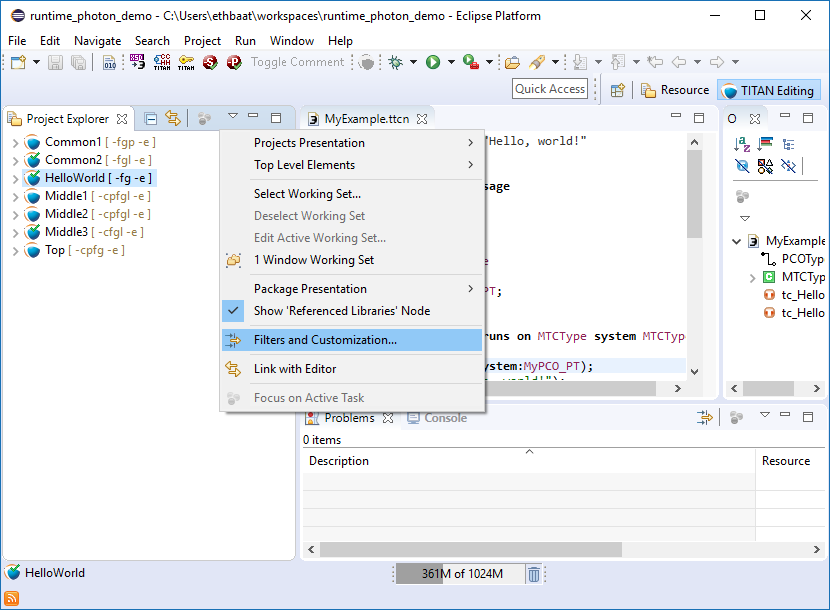 runtime_photon_demo - C:\Users\ethbaat\workspaces\runtime_photon_demo - Eclipse Platform
File Edit Navigate Search Project Run Window Help
Toggle Comment
Quick Access
Resource
TITAN Editing
Project Explorer
MyExample.ttcn
O
Common1 [ -fgp -e ]
Common2 [ -fgl -e ]
HelloWorld [ -fg -e ]
Middle1 [ -cpfgl -e ]
Middle2 [ -cpfgl -e ]
Middle3 [ -cfgl -e ]
Top [ -cpfg -e ]
Projects Presentation
Top Level Elements
Select Working Set...
Deselect Working Set
Edit Active Working Set...
1 Window Working Set
Package Presentation
Show 'Referenced Libraries' Node
Filters and Customization...
Link with Editor
Focus on Active Task
"Hello, world!"
sage
e
PT;
runs on MTCType system MTCTyp
ystem:MyPCO_PT);
MyExample
PCOTyp
MTCTyp
tc_Hello
tc_Hello
Problems
Console
0 items
Description
Resource
HelloWorld
361M of 1024M